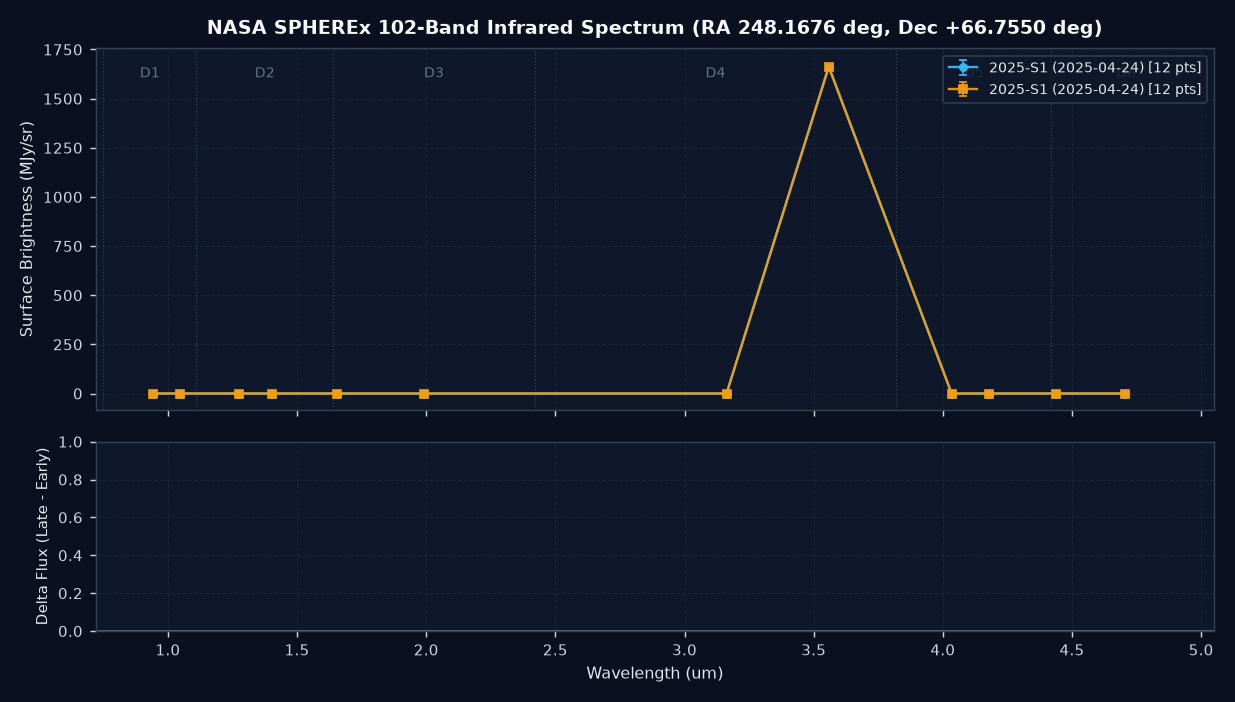 NASA SPHEREx 102-Band Infrared Spectrum (RA 248.1676 deg, Dec +66.7550 deg)
D1
D2
D3
D4
2025-S1 (2025-04-24) [12 pts]
2025-S1 (2025-04-24) [12 pts]
Surface Brightness (MJy/sr)
1750
1500
1250
1000
750
500
250
0
Delta Flux (Late - Early)
1.0
0.8
0.6
0.4
0.2
0.0
1.0 1.5 2.0 2.5 3.0 3.5 4.0 4.5 5.0
Wavelength (um)